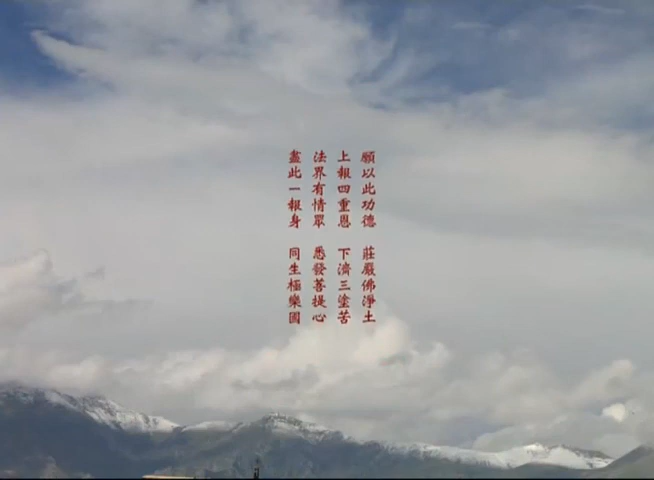 願以此功德　莊嚴佛淨土
上報四重恩　下濟三塗苦
法界有情眾　悉發菩提心
盡此一報身　同生極樂國